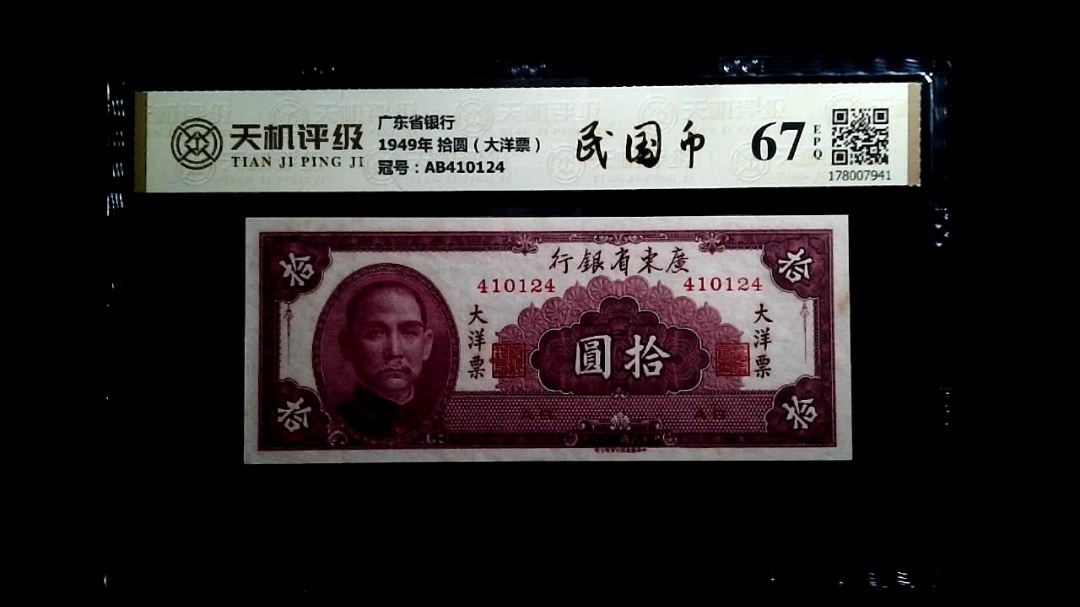 天机评级
TIAN JI PING JI
广东省银行
1949年 拾圆（大洋票）
冠号：AB410124
民国币
67
EPQ
178007941
行銀省東廣
410124 410124
拾 拾
大洋票 大洋票
圓拾
AB AB
拾 拾